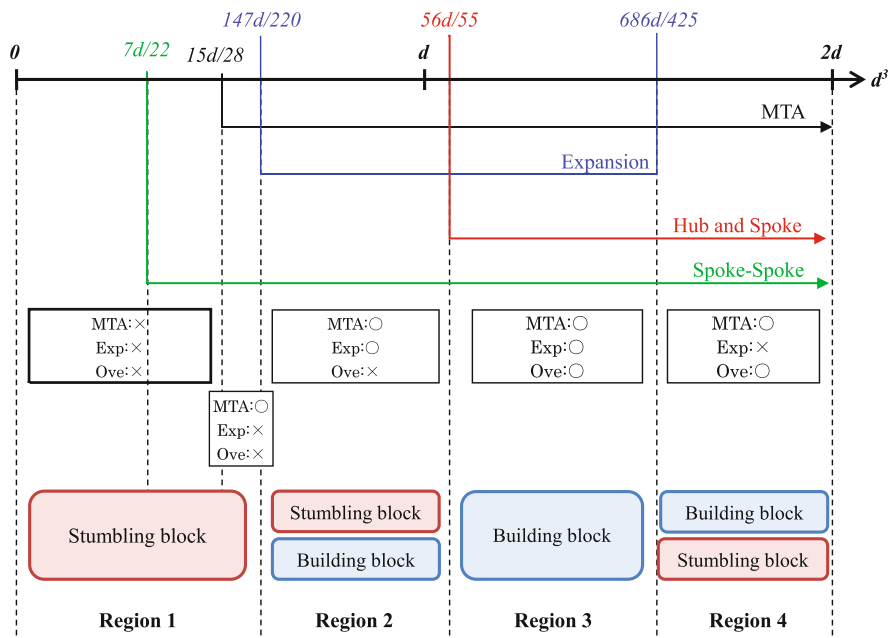 147d/220
56d/55
686d/425
0
7d/22
15d/28
d
2d
d³
MTA
Expansion
Hub and Spoke
Spoke-Spoke
MTA:×
Exp:×
Ove:×
MTA:○
Exp:○
Ove:×
MTA:○
Exp:○
Ove:○
MTA:○
Exp:×
Ove:○
MTA:○
Exp:×
Ove:×
Stumbling block
Stumbling block
Building block
Building block
Building block
Stumbling block
Region 1
Region 2
Region 3
Region 4